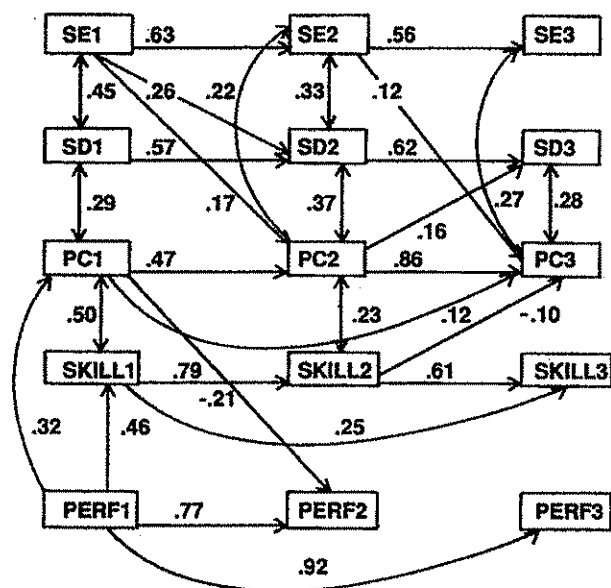 SE1 .63 SE2 .56 SE3
.45 .26 .22 .33 .12
SD1 .57 SD2 .62 SD3
.29 .17 .37 .16 .27 .28
PC1 .47 PC2 .86 PC3
.50 .23 .12 -.10
SKILL1 .79 SKILL2 .61 SKILL3
-.21
.32 .46 .25
PERF1 .77 PERF2 PERF3
.92